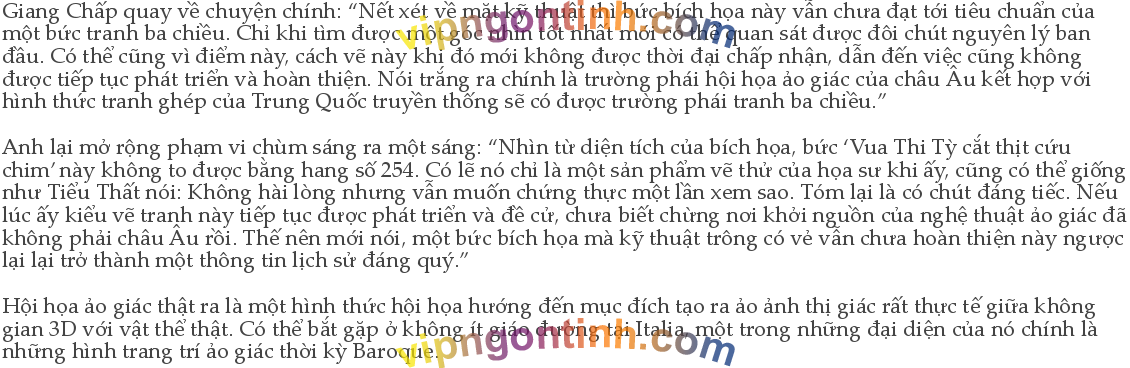 Giang Chấp quay về chuyện chính: “Nết xét về mặt kỹ thuật thì bức bích họa này vẫn chưa đạt tới tiêu chuẩn của
một bức tranh ba chiều. Chỉ khi tìm được một góc nhìn tốt nhất mới có thể quan sát được đôi chút nguyên lý ban
đầu. Có thể cũng vì điểm này, cách vẽ này khi đó mới không được thời đại chấp nhận, dẫn đến việc cũng không
được tiếp tục phát triển và hoàn thiện. Nói trắng ra chính là trường phái hội họa ảo giác của châu Âu kết hợp với
hình thức tranh ghép của Trung Quốc truyền thống sẽ có được trường phái tranh ba chiều.”
Anh lại mở rộng phạm vi chùm sáng ra một sáng: “Nhìn từ diện tích của bích họa, bức ‘Vua Thi Tỳ cắt thịt cứu
chim’ này không to được bằng hang số 254. Có lẽ nó chỉ là một sản phẩm vẽ thử của họa sư khi ấy, cũng có thể giống
như Tiểu Thất nói: Không hài lòng nhưng vẫn muốn chứng thực một lần xem sao. Tóm lại là có chút đáng tiếc. Nếu
lúc ấy kiểu vẽ tranh này tiếp tục được phát triển và đề cử, chưa biết chừng nơi khởi nguồn của nghệ thuật ảo giác đã
không phải châu Âu rồi. Thế nên mới nói, một bức bích họa mà kỹ thuật trông có vẻ vẫn chưa hoàn thiện này ngược
lại lại trở thành một thông tin lịch sử đáng quý.”
Hội họa ảo giác thật ra là một hình thức hội họa hướng đến mục đích tạo ra ảo ảnh thị giác rất thực tế giữa không
gian 3D với vật thể thật. Có thể bắt gặp ở không ít giáo đường tại Italia, một trong những đại diện của nó chính là
những hình trang trí ảo giác thời kỳ Baroque.
vipngontinh.com
vipngontinh.com